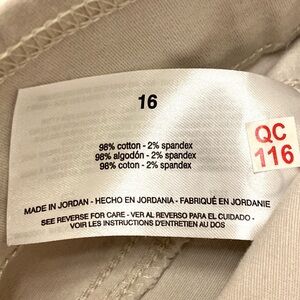 16
98% cotton - 2% spandex
98% algodón - 2% spandex
98% coton - 2% spandex
QC
116
MADE IN JORDAN - HECHO EN JORDANIA - FABRIQUÉ EN JORDANIE
SEE REVERSE FOR CARE - VER AL REVERSO PARA EL CUIDADO -
VOIR LES INSTRUCTIONS D'ENTRETIEN AU DOS